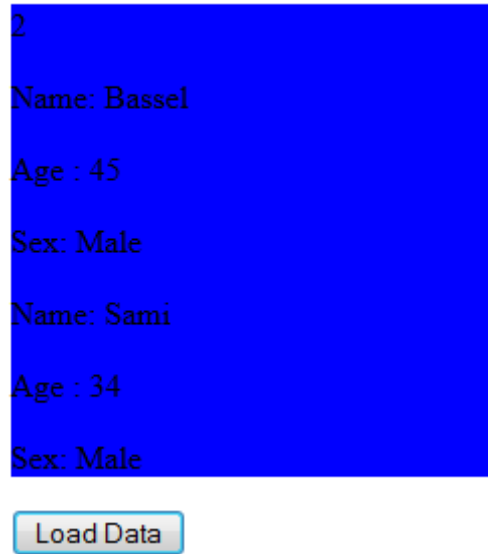 2
Name: Bassel
Age : 45
Sex: Male
Name: Sami
Age : 34
Sex: Male
Load Data